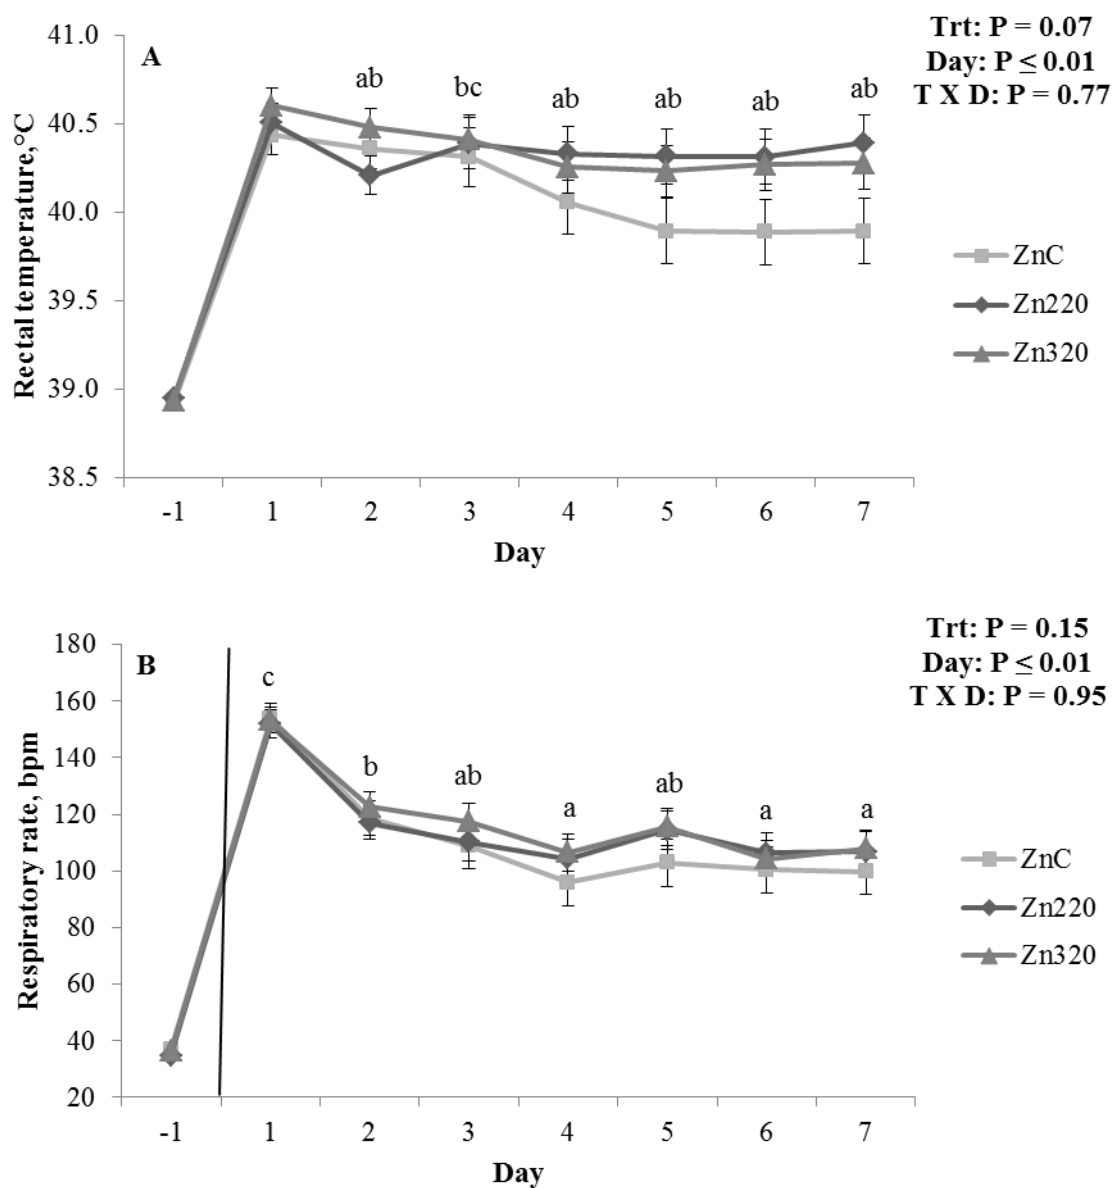 Trt: P = 0.07
Day: P ≤ 0.01
T X D: P = 0.77
A
Rectal temperature,°C
41.0
40.5
40.0
39.5
39.0
38.5
ab bc ab ab ab ab
-1 1 2 3 4 5 6 7
Day
ZnC
Zn220
Zn320
Trt: P = 0.15
Day: P ≤ 0.01
T X D: P = 0.95
B
Respiratory rate, bpm
180
160
140
120
100
80
60
40
20
c b ab a ab a a
-1 1 2 3 4 5 6 7
Day
ZnC
Zn220
Zn320